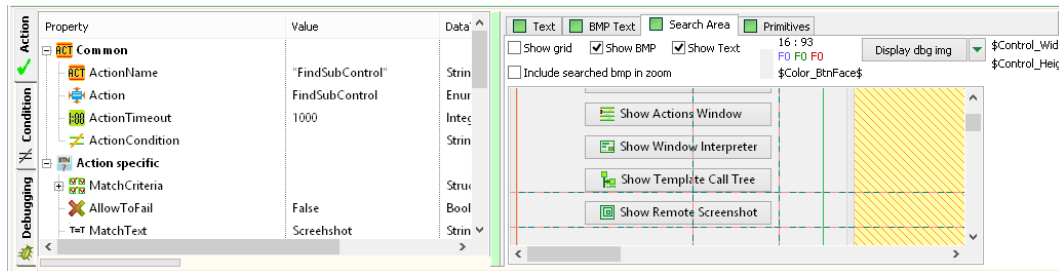 Action
Condition
Debugging
Property Value Data
ACT Common
ACT ActionName "FindSubControl" Strin
Action FindSubControl Enur
ActionTimeout 1000 Integ
ActionCondition Strin
Action specific
MatchCriteria Struc
AllowToFail False Bool
T=T MatchText Screehshot Strin
Text BMP Text Search Area Primitives
Show grid Show BMP Show Text
Include searched bmp in zoom
16 : 93
F0 F0 F0
$Color_BtnFace$
Display dbg img
$Control_Wid
$Control_Heig
Show Actions Window
Show Window Interpreter
Show Template Call Tree
Show Remote Screenshot